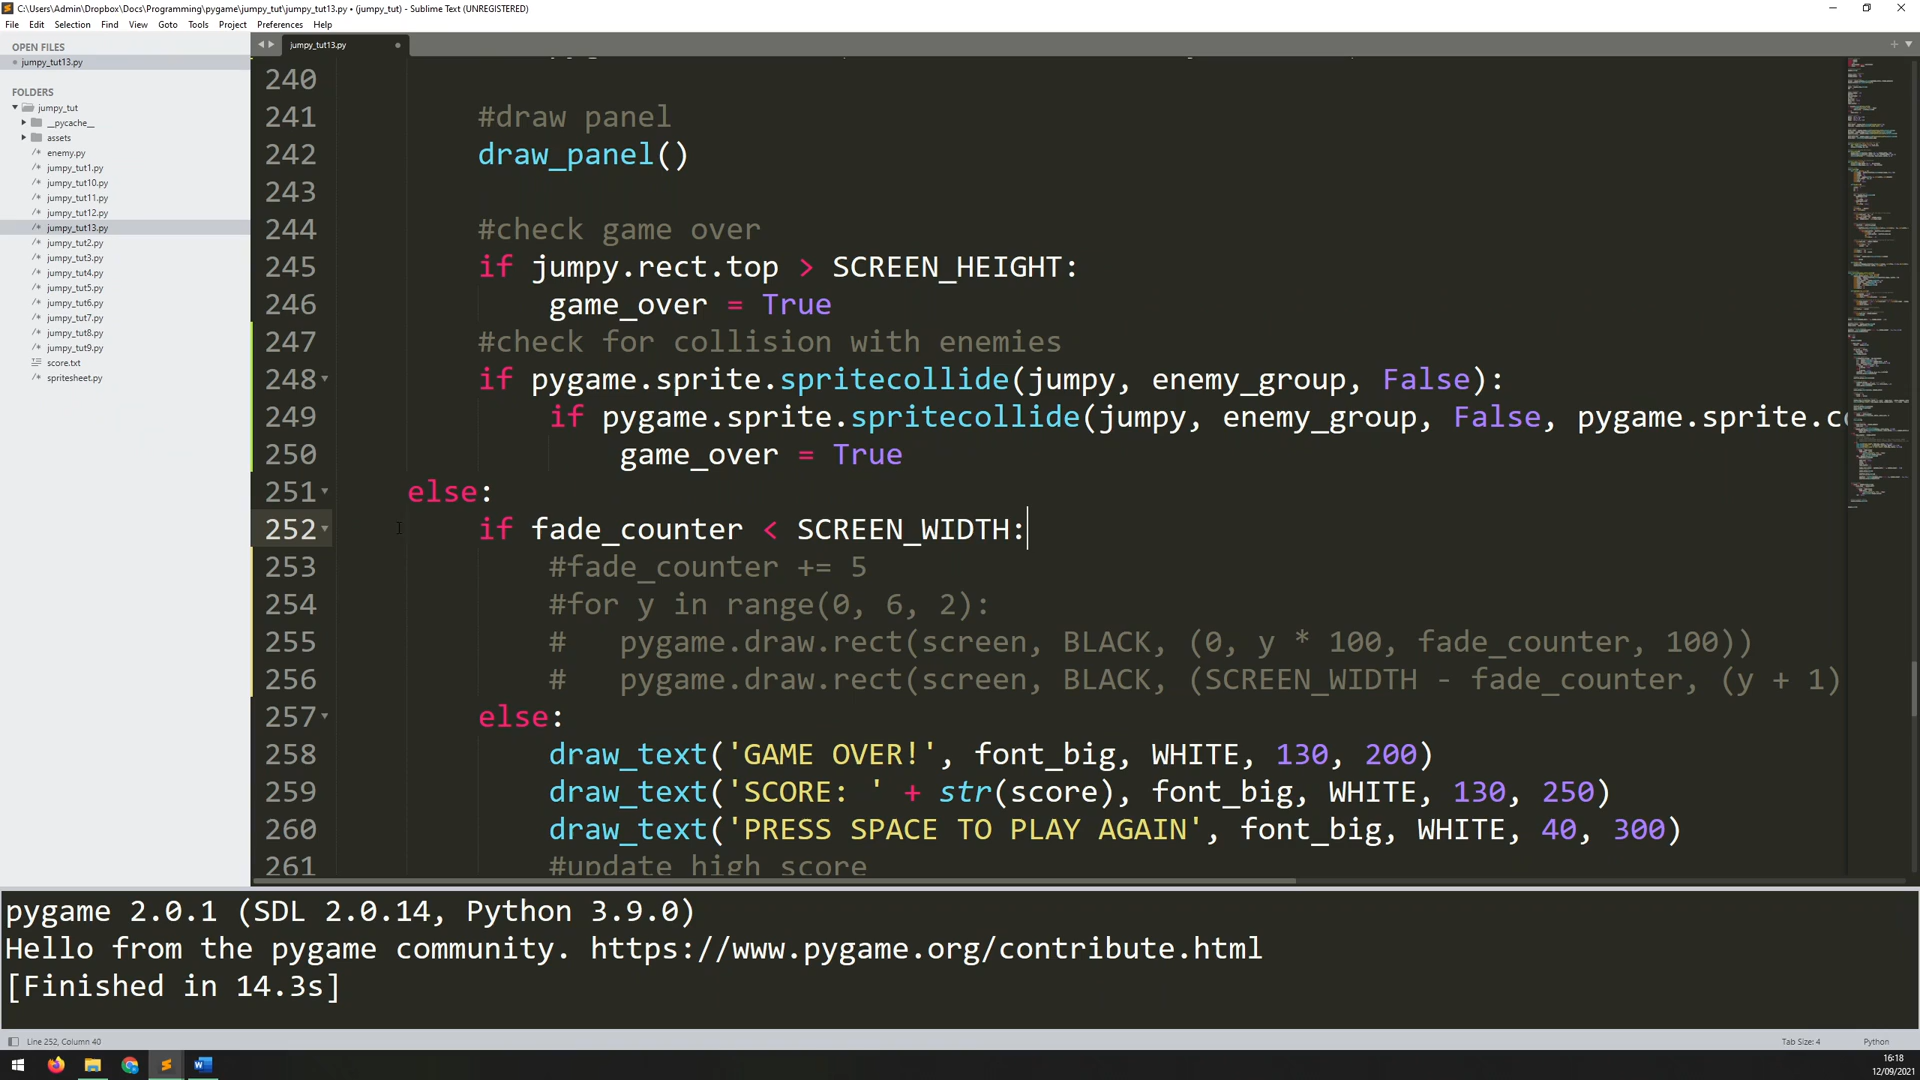 C:\Users\Admin\Dropbox\Docs\Programming\pygame\jumpy_tut\jumpy_tut13.py • (jumpy_tut) - Sublime Text (UNREGISTERED)
File Edit Selection Find View Goto Tools Project Preferences Help
OPEN FILES
jumpy_tut13.py
FOLDERS
jumpy_tut
__pycache__
assets
/* enemy.py
/* jumpy_tut1.py
/* jumpy_tut10.py
/* jumpy_tut11.py
/* jumpy_tut12.py
/* jumpy_tut13.py
/* jumpy_tut2.py
/* jumpy_tut3.py
/* jumpy_tut4.py
/* jumpy_tut5.py
/* jumpy_tut6.py
/* jumpy_tut7.py
/* jumpy_tut8.py
/* jumpy_tut9.py
score.txt
/* spritesheet.py
jumpy_tut13.py
240
241 #draw panel
242 draw_panel()
243
244 #check game over
245 if jumpy.rect.top > SCREEN_HEIGHT:
246 game_over = True
247 #check for collision with enemies
248 if pygame.sprite.spritecollide(jumpy, enemy_group, False):
249 if pygame.sprite.spritecollide(jumpy, enemy_group, False, pygame.sprite.co
250 game_over = True
251 else:
252 if fade_counter < SCREEN_WIDTH:
253 #fade_counter += 5
254 #for y in range(0, 6, 2):
255 # pygame.draw.rect(screen, BLACK, (0, y * 100, fade_counter, 100))
256 # pygame.draw.rect(screen, BLACK, (SCREEN_WIDTH - fade_counter, (y + 1)
257 else:
258 draw_text('GAME OVER!', font_big, WHITE, 130, 200)
259 draw_text('SCORE: ' + str(score), font_big, WHITE, 130, 250)
260 draw_text('PRESS SPACE TO PLAY AGAIN', font_big, WHITE, 40, 300)
261 #update high score
pygame 2.0.1 (SDL 2.0.14, Python 3.9.0)
Hello from the pygame community. https://www.pygame.org/contribute.html
[Finished in 14.3s]
Line 252, Column 40
Tab Size: 4
Python
16:18
12/09/2021